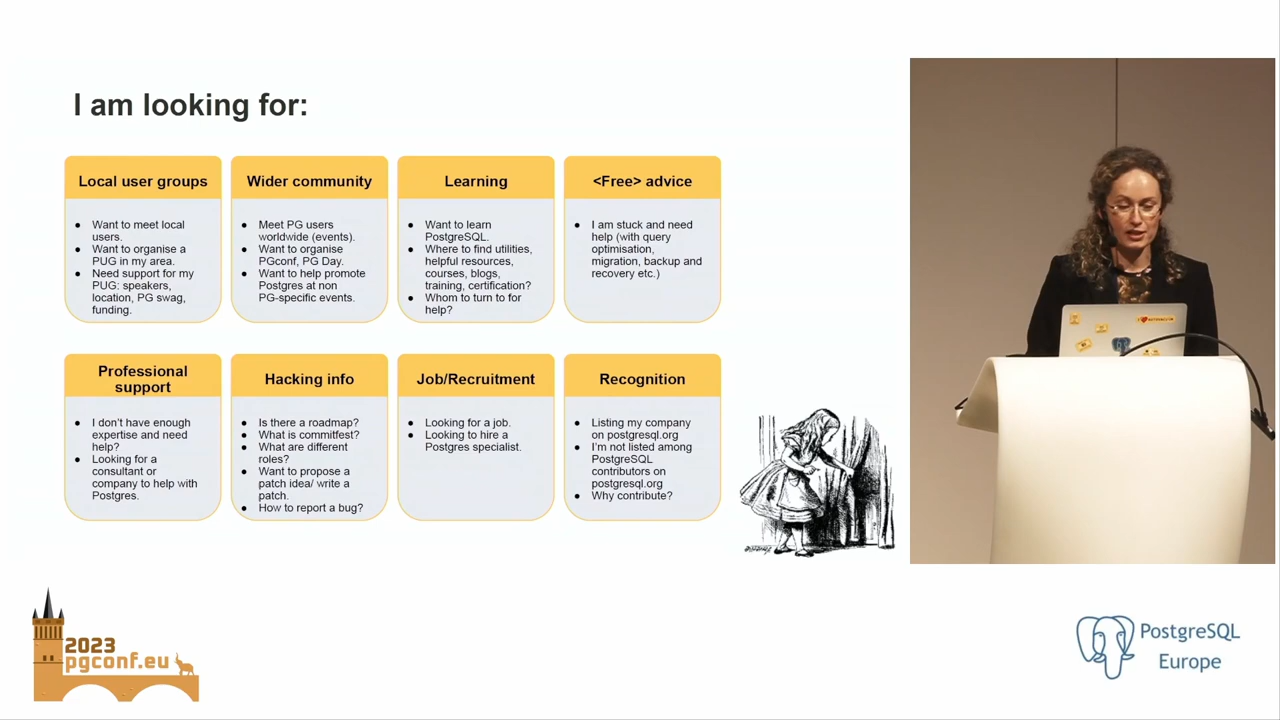 I am looking for:
Local user groups
● Want to meet local
users.
● Want to organise a
PUG in my area.
● Need support for my
PUG: speakers,
location, PG swag,
funding.
Wider community
● Meet PG users
worldwide (events).
● Want to organise
PGconf, PG Day.
● Want to help promote
Postgres at non
PG-specific events.
Learning
● Want to learn
PostgreSQL.
● Where to find utilities,
helpful resources,
courses, blogs,
training, certification?
● Whom to turn to for
help?
<Free> advice
● I am stuck and need
help (with query
optimisation,
migration, backup and
recovery etc.)
Professional
support
● I don't have enough
expertise and need
help?
● Looking for a
consultant or
company to help with
Postgres.
Hacking info
● Is there a roadmap?
● What is commitfest?
● What are different
roles?
● Want to propose a
patch idea/ write a
patch.
● How to report a bug?
Job/Recruitment
● Looking for a job.
● Looking to hire a
Postgres specialist.
Recognition
● Listing my company
on postgresql.org
● I'm not listed among
PostgreSQL
contributors on
postgresql.org
● Why contribute?
2023
pgconf.eu
PostgreSQL
Europe